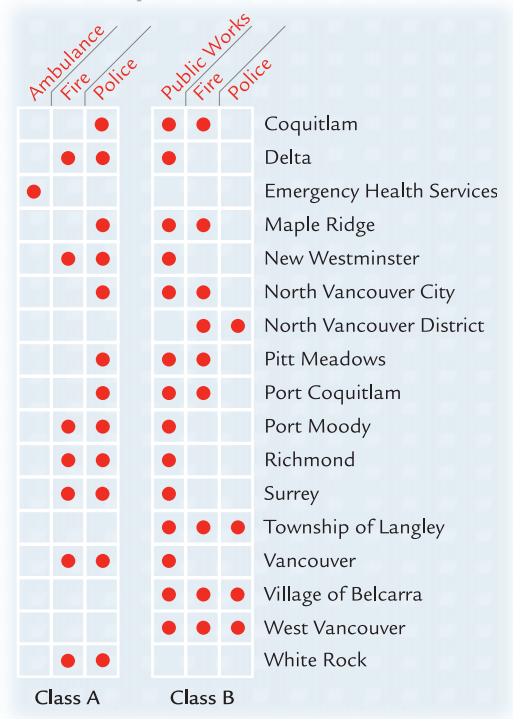 Ambulance
Fire
Police
Public Works
Fire
Police
Coquitlam
Delta
Emergency Health Services
Maple Ridge
New Westminster
North Vancouver City
North Vancouver District
Pitt Meadows
Port Coquitlam
Port Moody
Richmond
Surrey
Township of Langley
Vancouver
Village of Belcarra
West Vancouver
White Rock
Class A
Class B